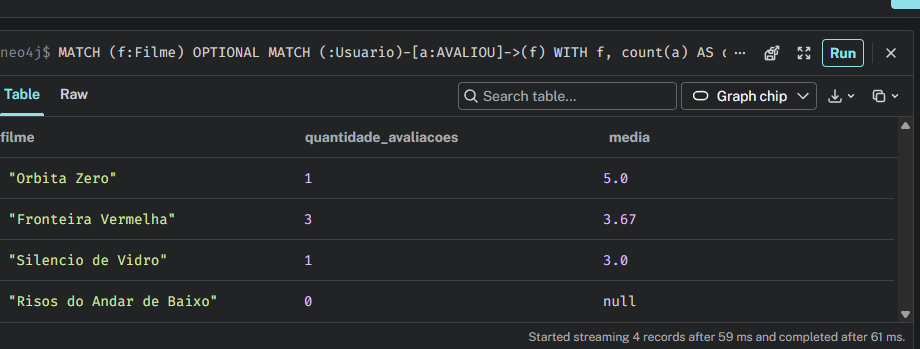 neo4j$ MATCH (f:Filme) OPTIONAL MATCH (:Usuario)-[a:AVALIOU]->(f) WITH f, count(a) AS ⋯ Run
Table Raw Search table... Graph chip
filme quantidade_avaliacoes media
"Orbita Zero" 1 5.0
"Fronteira Vermelha" 3 3.67
"Silencio de Vidro" 1 3.0
"Risos do Andar de Baixo" 0 null
Started streaming 4 records after 59 ms and completed after 61 ms.